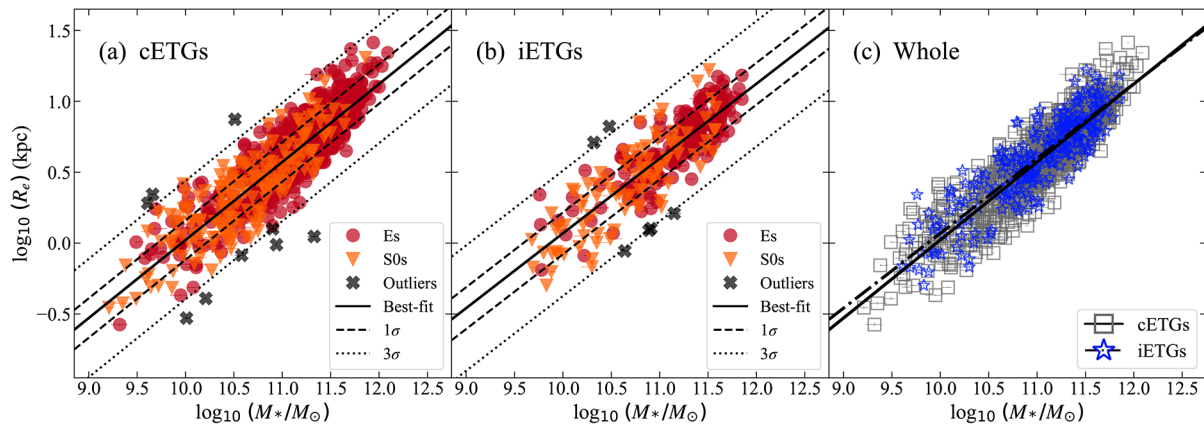 (a) cETGs
(b) iETGs
(c) Whole
log₁₀ (Rₑ) (kpc)
1.5
1.0
0.5
0.0
−0.5
Es
S0s
Outliers
Best-fit
1σ
3σ
Es
S0s
Outliers
Best-fit
1σ
3σ
cETGs
iETGs
9.0 9.5 10.0 10.5 11.0 11.5 12.0 12.5
9.0 9.5 10.0 10.5 11.0 11.5 12.0 12.5
9.0 9.5 10.0 10.5 11.0 11.5 12.0 12.5
log₁₀ (M*/M⊙)
log₁₀ (M*/M⊙)
log₁₀ (M*/M⊙)